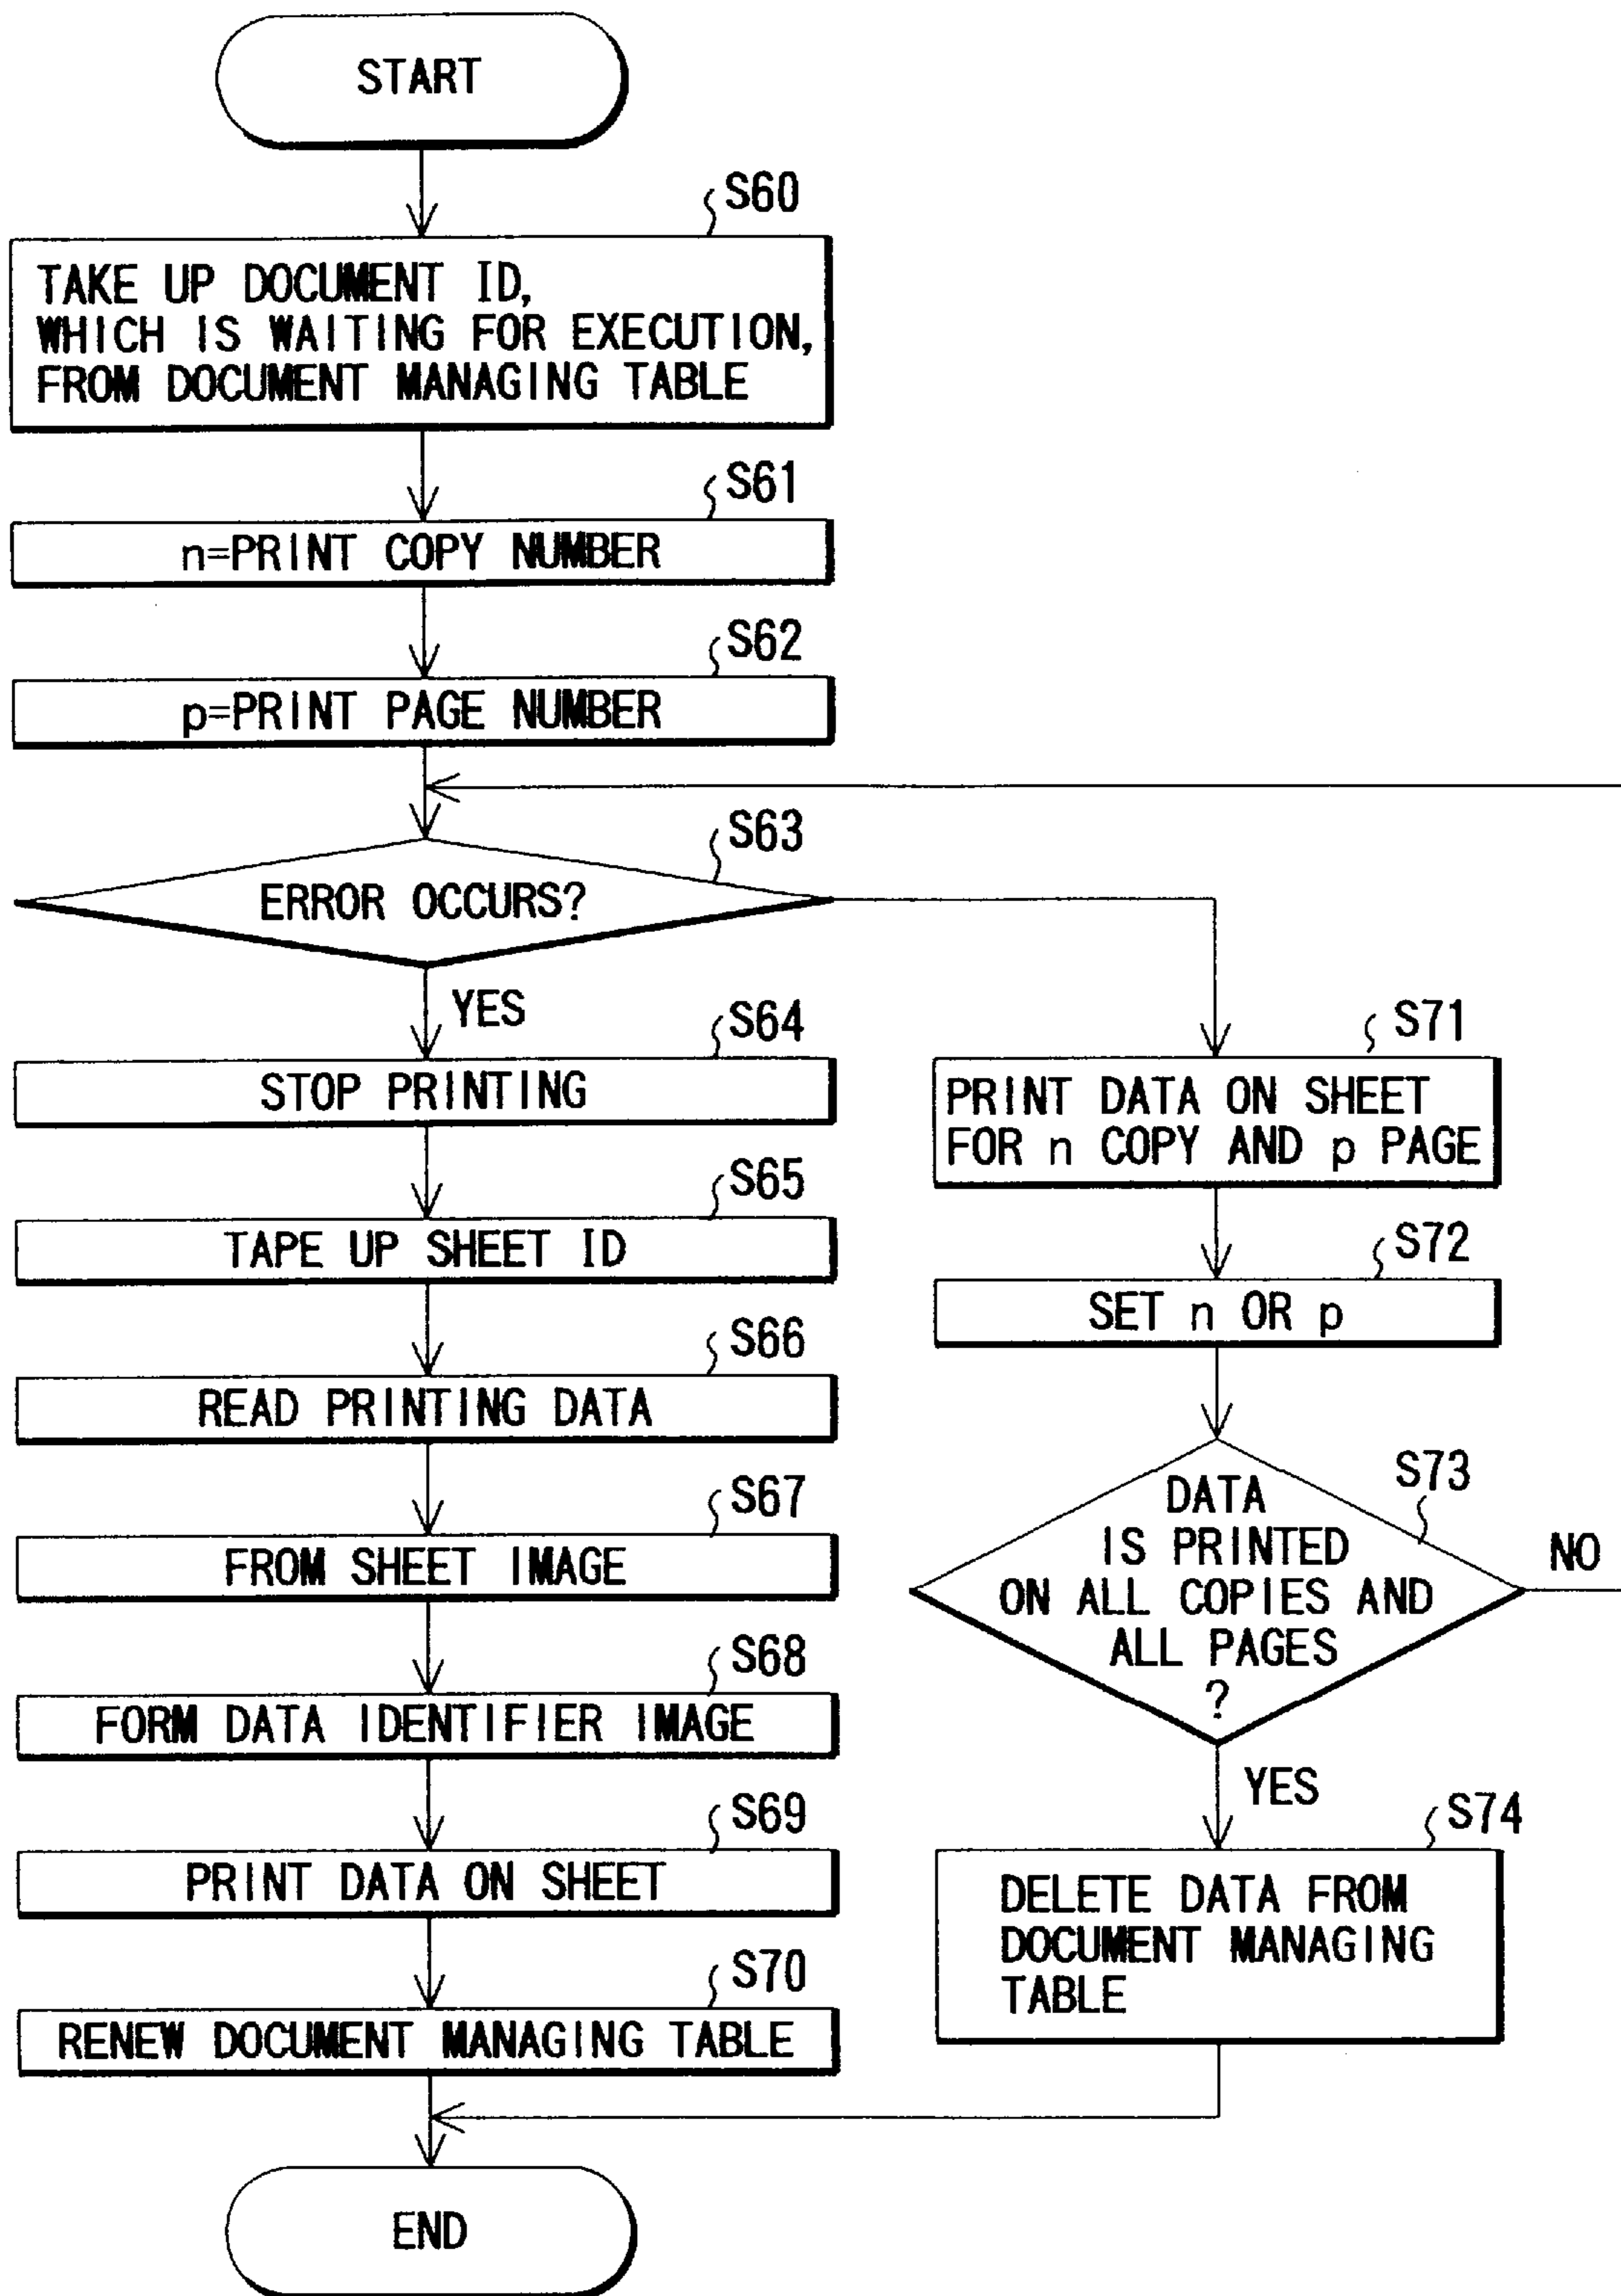 START
S60
TAKE UP DOCUMENT ID,
WHICH IS WAITING FOR EXECUTION,
FROM DOCUMENT MANAGING TABLE
S61
n=PRINT COPY NUMBER
S62
p=PRINT PAGE NUMBER
S63
ERROR OCCURS?
YES
S64
STOP PRINTING
S65
TAPE UP SHEET ID
S66
READ PRINTING DATA
S67
FROM SHEET IMAGE
S68
FORM DATA IDENTIFIER IMAGE
S69
PRINT DATA ON SHEET
S70
RENEW DOCUMENT MANAGING TABLE
S71
PRINT DATA ON SHEET
FOR n COPY AND p PAGE
S72
SET n OR p
S73
DATA
IS PRINTED
ON ALL COPIES AND
ALL PAGES
?
NO
YES
S74
DELETE DATA FROM
DOCUMENT MANAGING
TABLE
END